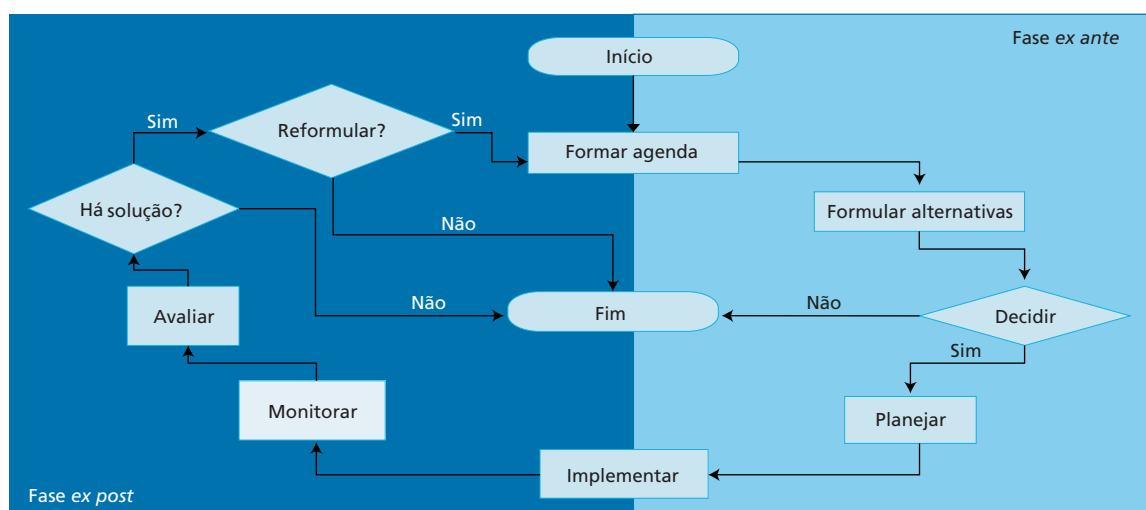 Fase ex ante
Início
Sim
Reformular?
Sim
Formar agenda
Há solução?
Formular alternativas
Não
Avaliar
Não
Fim
Não
Decidir
Sim
Monitorar
Planejar
Implementar
Fase ex post